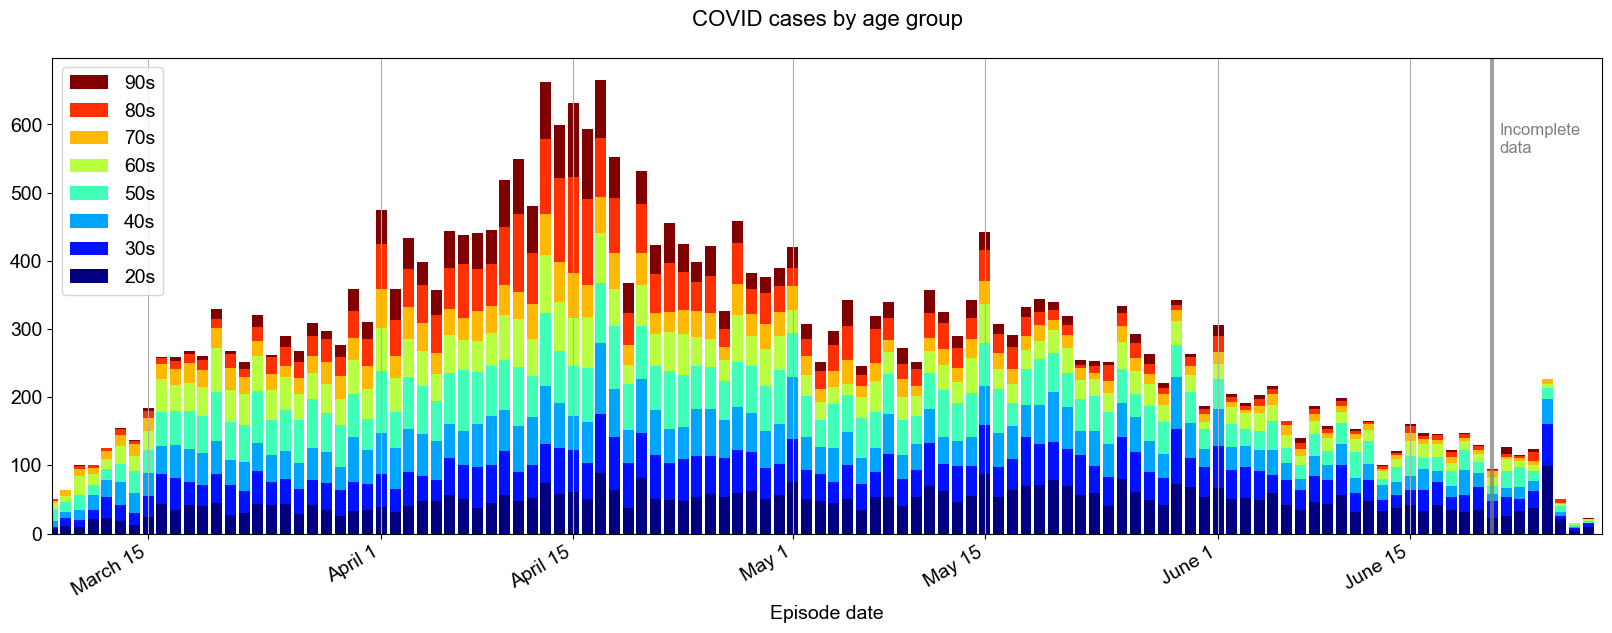 COVID cases by age group
90s
80s
70s
60s
50s
40s
30s
20s
600
500
400
300
200
100
0
Incomplete
data
March 15
April 1
April 15
May 1
May 15
June 1
June 15
Episode date